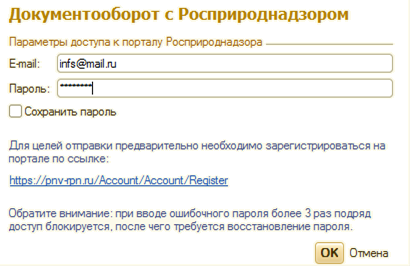 Документооборот с Росприроднадзором
Параметры доступа к порталу Росприроднадзора
E-mail: infs@mail.ru
Пароль: ********
Сохранить пароль
Для целей отправки предварительно необходимо зарегистрироваться на
портале по ссылке:
https://pnv-rpn.ru/Account/Account/Register
Обратите внимание: при вводе ошибочного пароля более 3 раз подряд
доступ блокируется, после чего требуется восстановление пароля.
OK Отмена